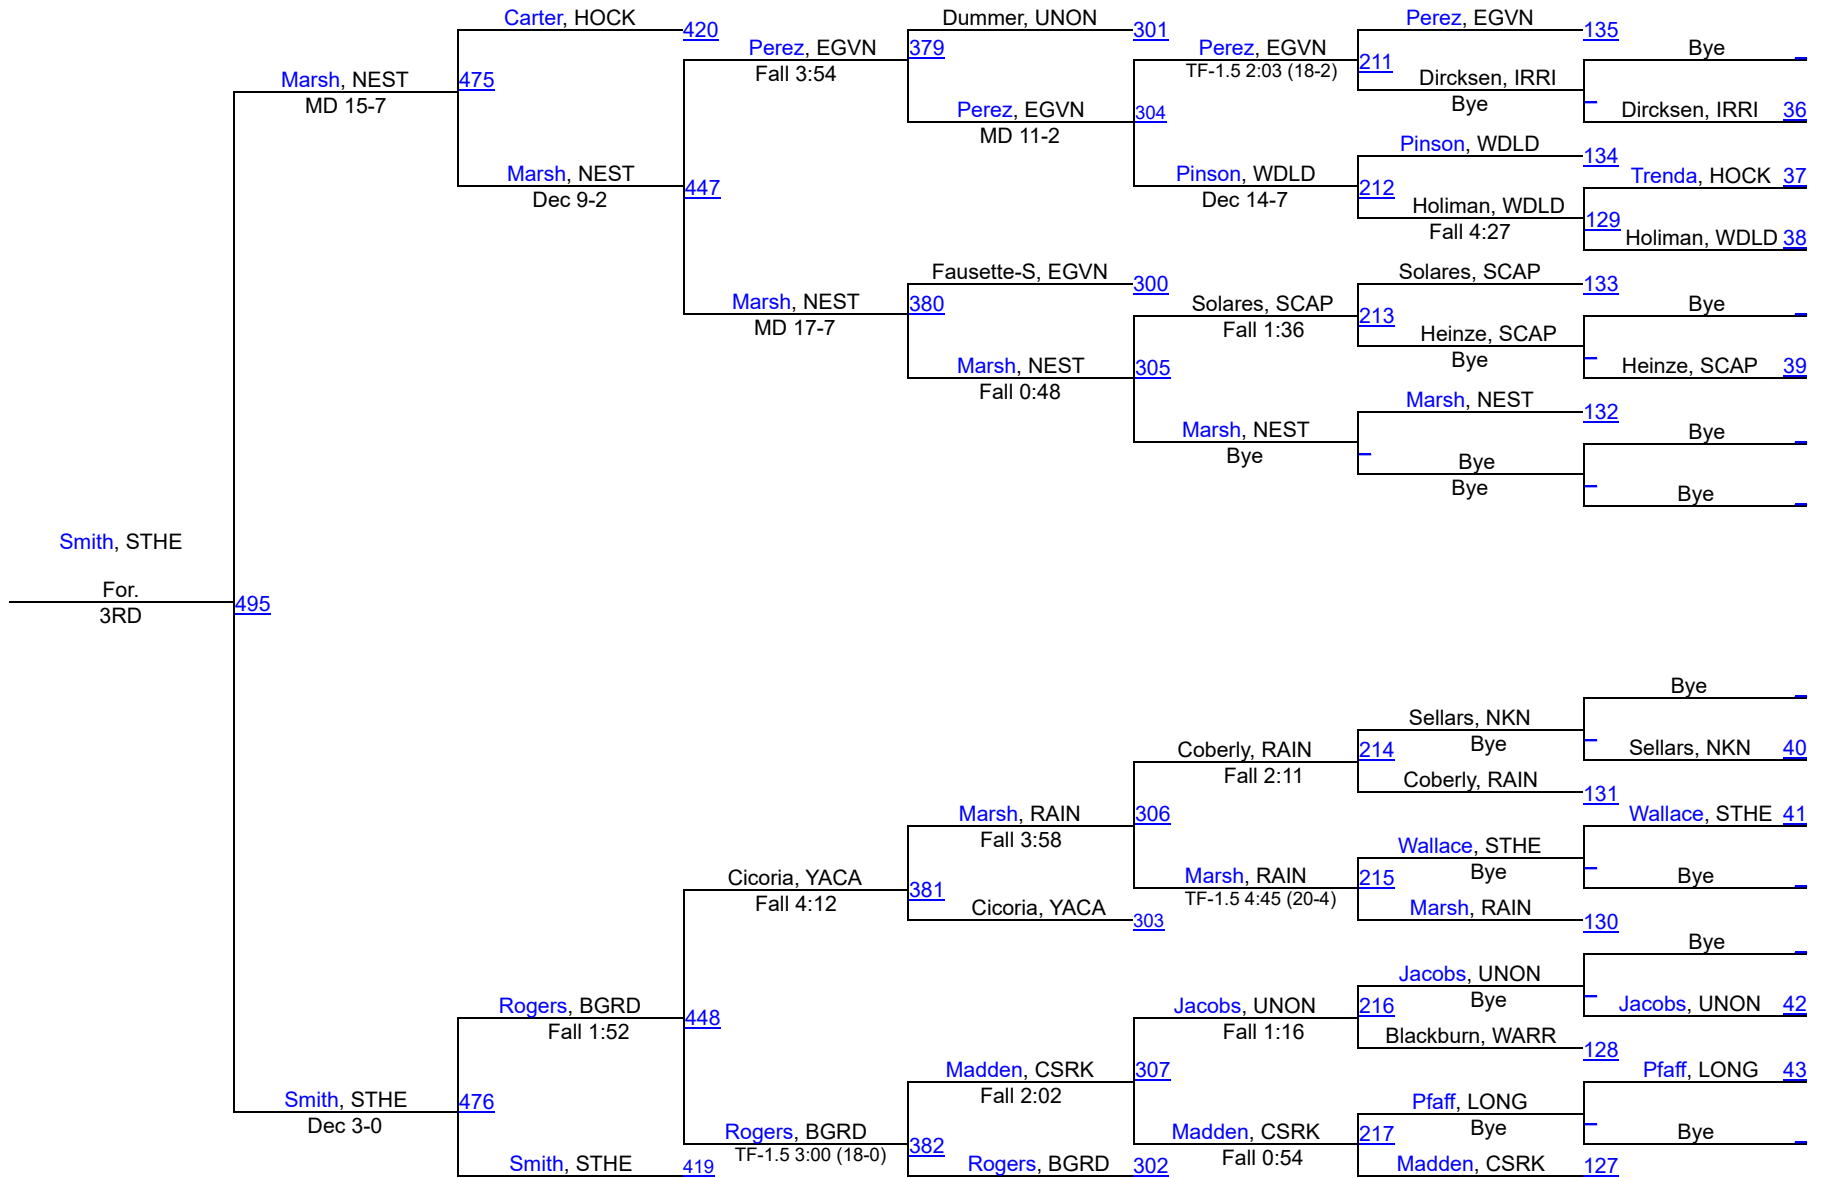 Carter, HOCK
420
Dummer, UNON
301
Perez, EGVN
135
Perez, EGVN
379
Fall 3:54
Perez, EGVN
TF-1.5 2:03 (18-2)
211
Bye
Marsh, NEST
475
MD 15-7
Dircksen, IRRI
Bye
Perez, EGVN
304
MD 11-2
Dircksen, IRRI 36
Pinson, WDLD
134
Marsh, NEST
447
Dec 9-2
Pinson, WDLD
212
Dec 14-7
Trenda, HOCK 37
Holiman, WDLD
129
Fall 4:27
Holiman, WDLD 38
Fausette-S, EGVN
300
Solares, SCAP
133
Marsh, NEST
380
MD 17-7
Solares, SCAP
213
Fall 1:36
Bye
Heinze, SCAP
Bye
Marsh, NEST
305
Fall 0:48
Heinze, SCAP 39
Marsh, NEST
132
Marsh, NEST
Bye
Bye
Bye
Bye
Bye
Smith, STHE
For.
495
3RD
Bye
Sellars, NKN
Bye
Coberly, RAIN
214
Fall 2:11
Sellars, NKN 40
Coberly, RAIN
131
Marsh, RAIN
306
Fall 3:58
Wallace, STHE 41
Wallace, STHE
Bye
Cicoria, YACA
381
Fall 4:12
Marsh, RAIN
215
TF-1.5 4:45 (20-4)
Bye
Cicoria, YACA
303
Marsh, RAIN
130
Bye
Jacobs, UNON
Bye
Rogers, BGRD
448
Fall 1:52
Jacobs, UNON
216
Fall 1:16
Jacobs, UNON 42
Blackburn, WARR
128
Madden, CSRK
307
Fall 2:02
Pfaff, LONG 43
Smith, STHE
476
Dec 3-0
Pfaff, LONG
Bye
Rogers, BGRD
382
TF-1.5 3:00 (18-0)
Madden, CSRK
217
Fall 0:54
Bye
Smith, STHE
419
Rogers, BGRD
302
Madden, CSRK
127